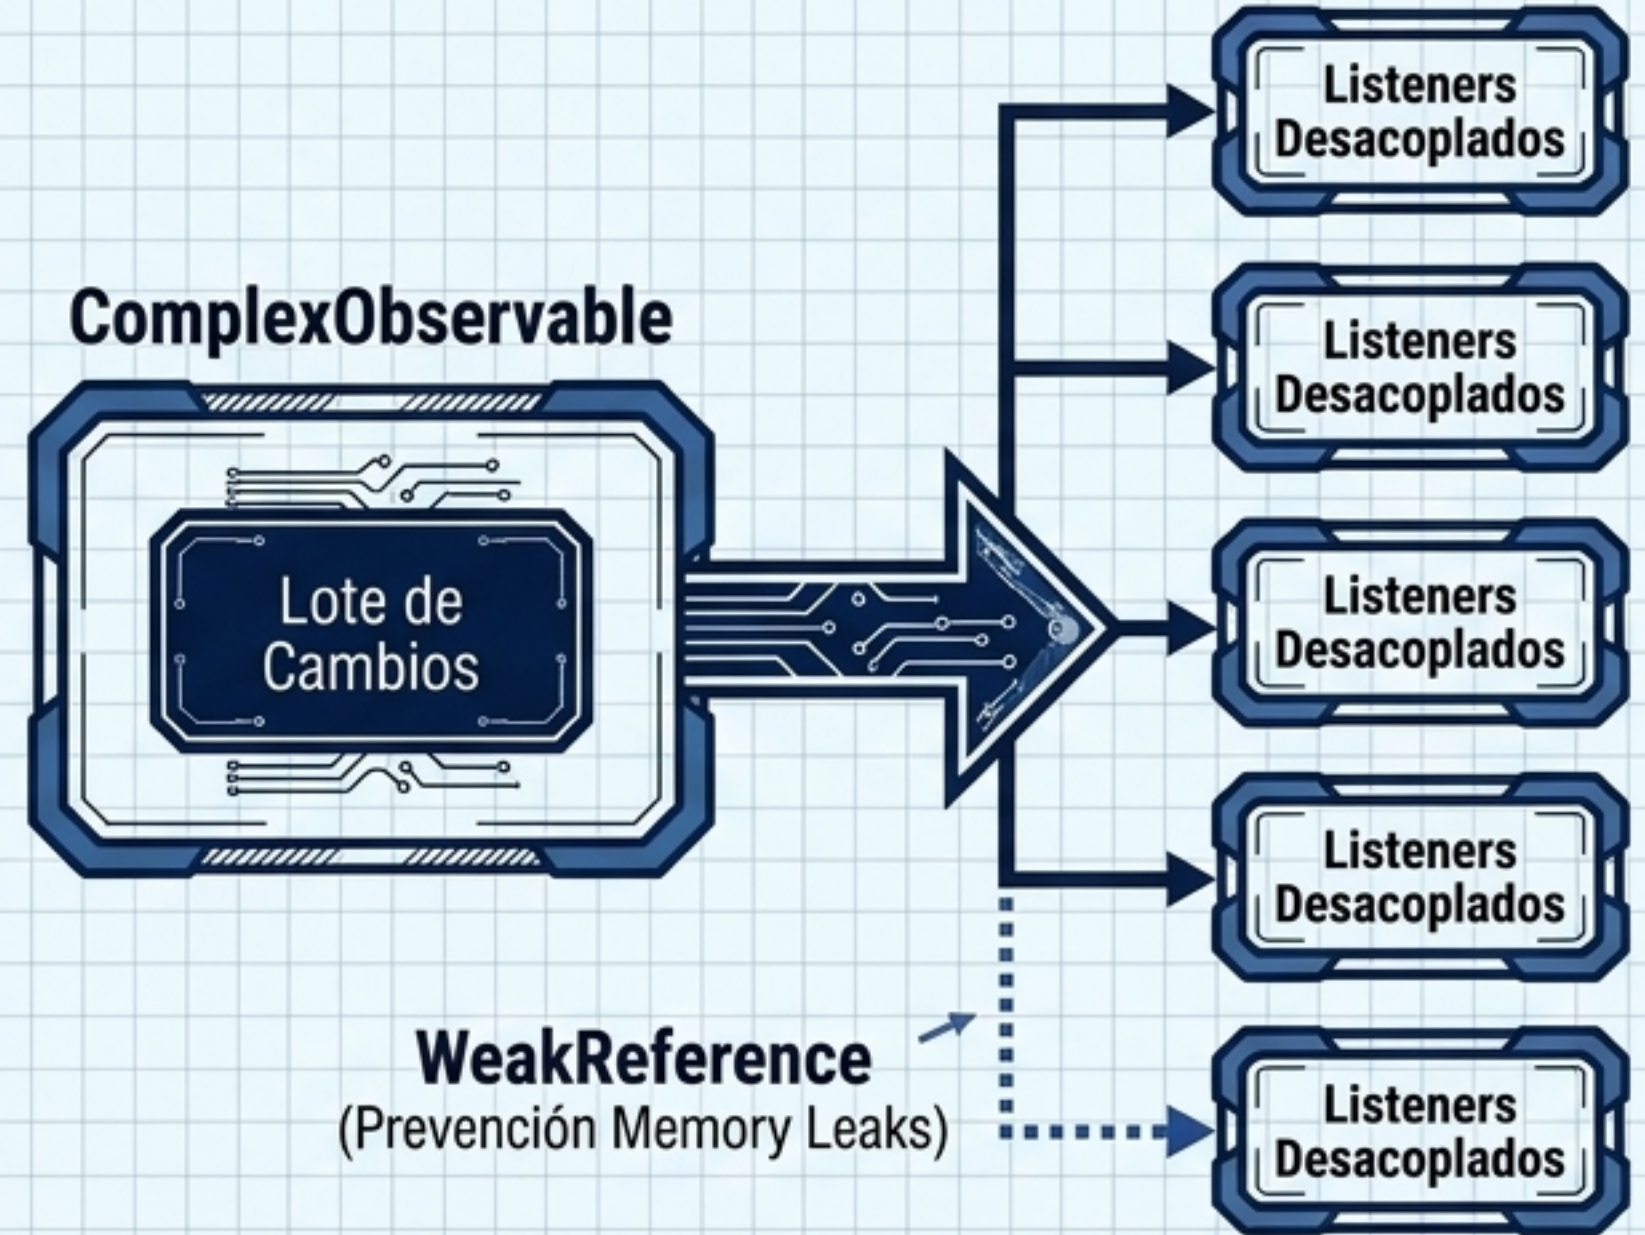 Listeners
Desacoplados
Listeners
Desacoplados
ComplexObservable
Lote de
Cambios
Listeners
Desacoplados
Listeners
Desacoplados
WeakReference
(Prevención Memory Leaks)
Listeners
Desacoplados